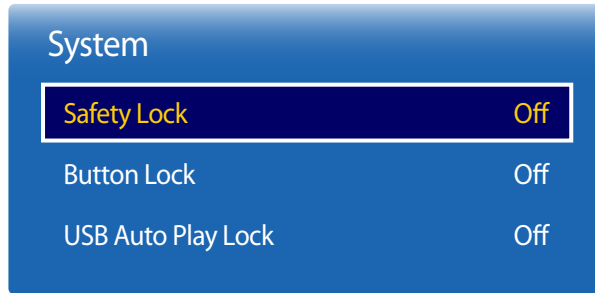 System
Safety Lock Off
Button Lock Off
USB Auto Play Lock Off